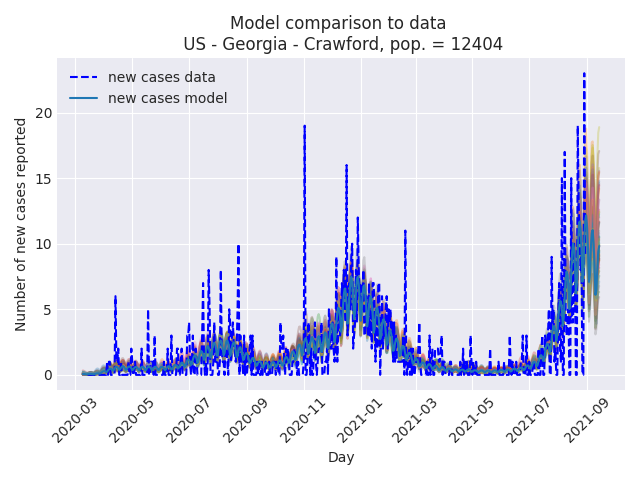 Model comparison to data
US - Georgia - Crawford, pop. = 12404
new cases data
new cases model
Number of new cases reported
20
15
10
5
0
2020-03
2020-05
2020-07
2020-09
2020-11
2021-01
2021-03
2021-05
2021-07
2021-09
Day